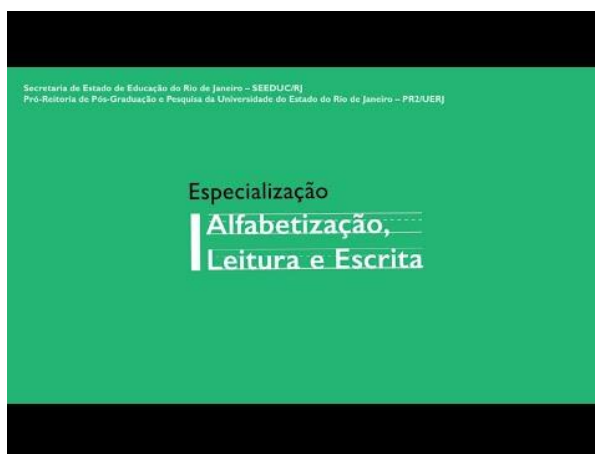 Secretaria de Estado de Educação do Rio de Janeiro – SEEDUC/RJ
Pró-Reitoria de Pós-Graduação e Pesquisa da Universidade do Estado do Rio de Janeiro – PR2/UERJ
Especialização
Alfabetização,
Leitura e Escrita